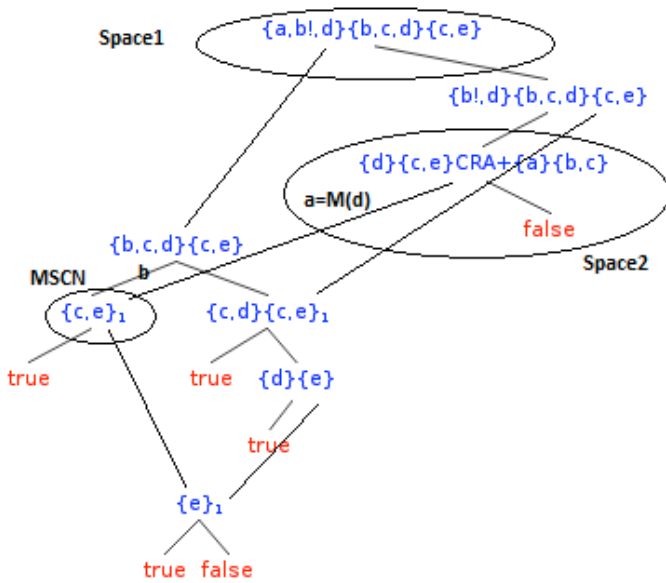 Space1
{a,b!,d}{b,c,d}{c,e}
{b!,d}{b,c,d}{c,e}
{d}{c,e}CRA+{a}{b,c}
a=M(d)
false
Space2
{b,c,d}{c,e}
MSCN
b
{c,e}₁
{c,d}{c,e}₁
true
true
{d}{e}
true
{e}₁
true false